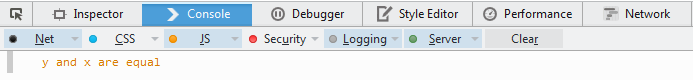 Inspector Console Debugger Style Editor Performance Network
Net CSS JS Security Logging Server Clear
y and x are equal